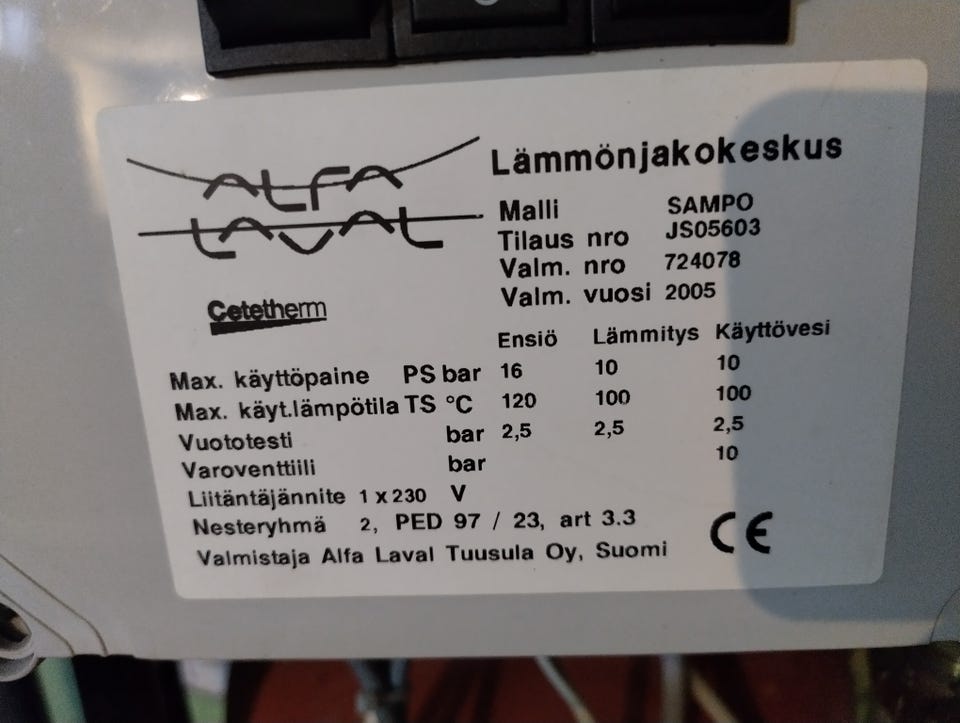 ALFA
LAVAL
Cetetherm
Lämmönjakokeskus
Malli SAMPO
Tilaus nro JS05603
Valm. nro 724078
Valm. vuosi 2005
Ensiö Lämmitys Käyttövesi
Max. käyttöpaine PS bar 16 10 10
Max. käyt.lämpötila TS °C 120 100 100
Vuototesti bar 2,5 2,5 2,5
Varoventtiili bar 10
Liitäntäjännite 1 x 230 V
Nesteryhmä 2, PED 97 / 23, art 3.3
Valmistaja Alfa Laval Tuusula Oy, Suomi
CE